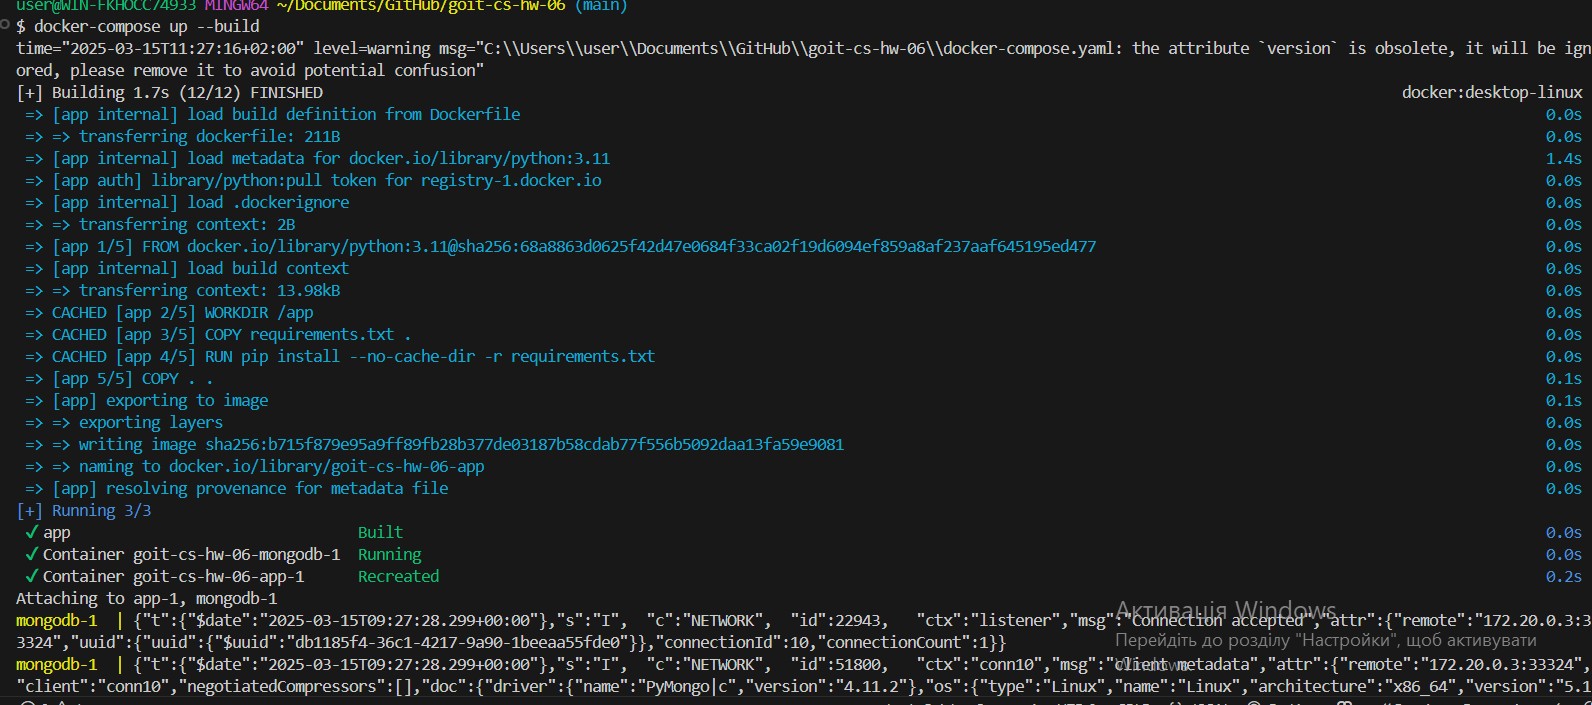 user@WIN-FKHOCC74933 MINGW64 ~/Documents/GitHub/goit-cs-hw-06 (main)
$ docker-compose up --build
time="2025-03-15T11:27:16+02:00" level=warning msg="C:\\Users\\user\\Documents\\GitHub\\goit-cs-hw-06\\docker-compose.yaml: the attribute `version` is obsolete, it will be ign
ored, please remove it to avoid potential confusion"
[+] Building 1.7s (12/12) FINISHED docker:desktop-linux
=> [app internal] load build definition from Dockerfile 0.0s
=> => transferring dockerfile: 211B 0.0s
=> [app internal] load metadata for docker.io/library/python:3.11 1.4s
=> [app auth] library/python:pull token for registry-1.docker.io 0.0s
=> [app internal] load .dockerignore 0.0s
=> => transferring context: 2B 0.0s
=> [app 1/5] FROM docker.io/library/python:3.11@sha256:68a8863d0625f42d47e0684f33ca02f19d6094ef859a8af237aaf645195ed477 0.0s
=> [app internal] load build context 0.0s
=> => transferring context: 13.98kB 0.0s
=> CACHED [app 2/5] WORKDIR /app 0.0s
=> CACHED [app 3/5] COPY requirements.txt . 0.0s
=> CACHED [app 4/5] RUN pip install --no-cache-dir -r requirements.txt 0.0s
=> [app 5/5] COPY . . 0.1s
=> [app] exporting to image 0.1s
=> => exporting layers 0.0s
=> => writing image sha256:b715f879e95a9ff89fb28b377de03187b58cdab77f556b5092daa13fa59e9081 0.0s
=> => naming to docker.io/library/goit-cs-hw-06-app 0.0s
=> [app] resolving provenance for metadata file 0.0s
[+] Running 3/3
✓ app Built 0.0s
✓ Container goit-cs-hw-06-mongodb-1 Running 0.0s
✓ Container goit-cs-hw-06-app-1 Recreated 0.2s
Attaching to app-1, mongodb-1
mongodb-1 | {"t":{"$date":"2025-03-15T09:27:28.299+00:00"},"s":"I", "c":"NETWORK", "id":22943, "ctx":"listener","msg":"Connection accepted","attr":{"remote":"172.20.0.3:3
3324","uuid":{"uuid":{"$uuid":"db1185f4-36c1-4217-9a90-1beeaa55fde0"}},"connectionId":10,"connectionCount":1}}
mongodb-1 | {"t":{"$date":"2025-03-15T09:27:28.299+00:00"},"s":"I", "c":"NETWORK", "id":51800, "ctx":"conn10","msg":"client metadata","attr":{"remote":"172.20.0.3:33324",
"client":"conn10","negotiatedCompressors":[],"doc":{"driver":{"name":"PyMongo|c","version":"4.11.2"},"os":{"type":"Linux","name":"Linux","architecture":"x86_64","version":"5.1
Активація Windows
Перейдіть до розділу "Настройки", щоб активувати
Windows.